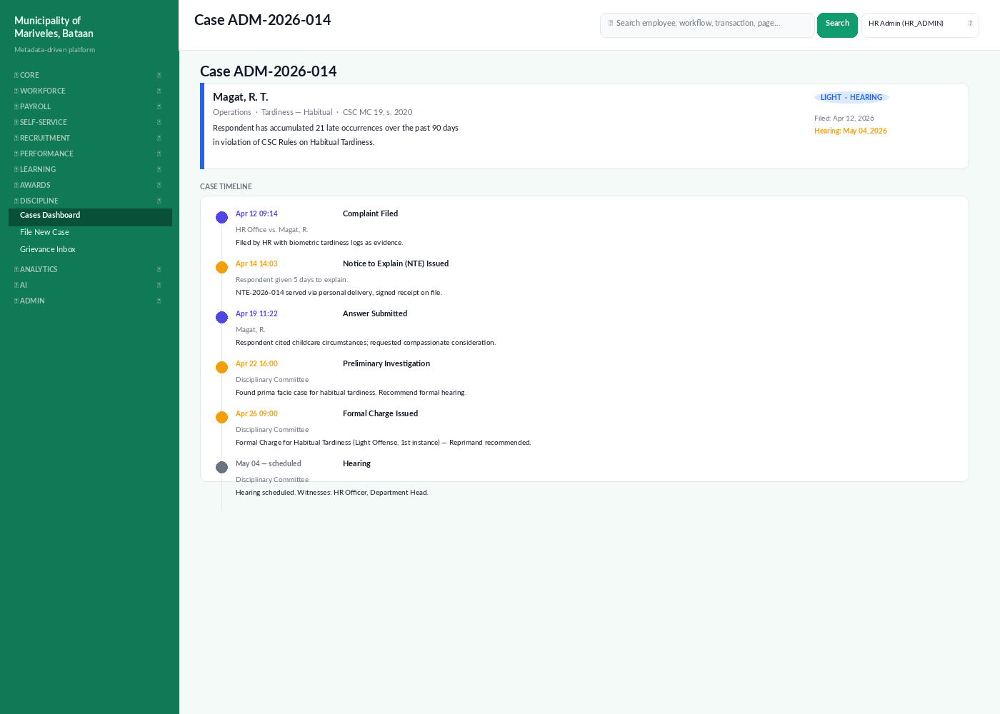 Municipality of
Mariveles, Bataan
Metadata-driven platform
CORE
WORKFORCE
PAYROLL
SELF-SERVICE
RECRUITMENT
PERFORMANCE
LEARNING
AWARDS
DISCIPLINE
Cases Dashboard
File New Case
Grievance Inbox
ANALYTICS
AI
ADMIN
Case ADM-2026-014
Search employee, workflow, transaction, page...
Search
HR Admin (HR_ADMIN)
Case ADM-2026-014
Magat, R. T.
Operations · Tardiness — Habitual · CSC MC 19, s. 2020
Respondent has accumulated 21 late occurrences over the past 90 days
in violation of CSC Rules on Habitual Tardiness.
LIGHT · HEARING
Filed: Apr 12, 2026
Hearing: May 04, 2026
CASE TIMELINE
Apr 12 09:14 Complaint Filed
HR Office vs. Magat, R.
Filed by HR with biometric tardiness logs as evidence.
Apr 14 14:03 Notice to Explain (NTE) Issued
Respondent given 5 days to explain.
NTE-2026-014 served via personal delivery, signed receipt on file.
Apr 19 11:22 Answer Submitted
Magat, R.
Respondent cited childcare circumstances; requested compassionate consideration.
Apr 22 16:00 Preliminary Investigation
Disciplinary Committee
Found prima facie case for habitual tardiness. Recommend formal hearing.
Apr 26 09:00 Formal Charge Issued
Disciplinary Committee
Formal Charge for Habitual Tardiness (Light Offense, 1st instance) — Reprimand recommended.
May 04 — scheduled Hearing
Disciplinary Committee
Hearing scheduled. Witnesses: HR Officer, Department Head.